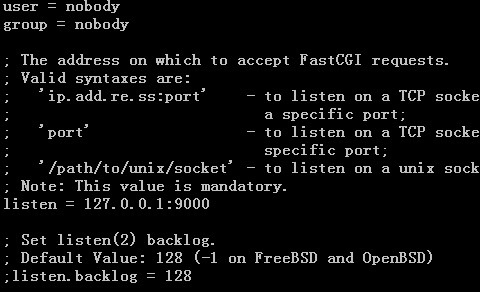 user = nobody
group = nobody
; The address on which to accept FastCGI requests.
; Valid syntaxes are:
;   'ip.add.re.ss:port'    - to listen on a TCP socke
;                            a specific port;
;   'port'                 - to listen on a TCP socke
;                            specific port;
;   '/path/to/unix/socket' - to listen on a unix sock
; Note: This value is mandatory.
listen = 127.0.0.1:9000
; Set listen(2) backlog.
; Default Value: 128 (-1 on FreeBSD and OpenBSD)
;listen.backlog = 128